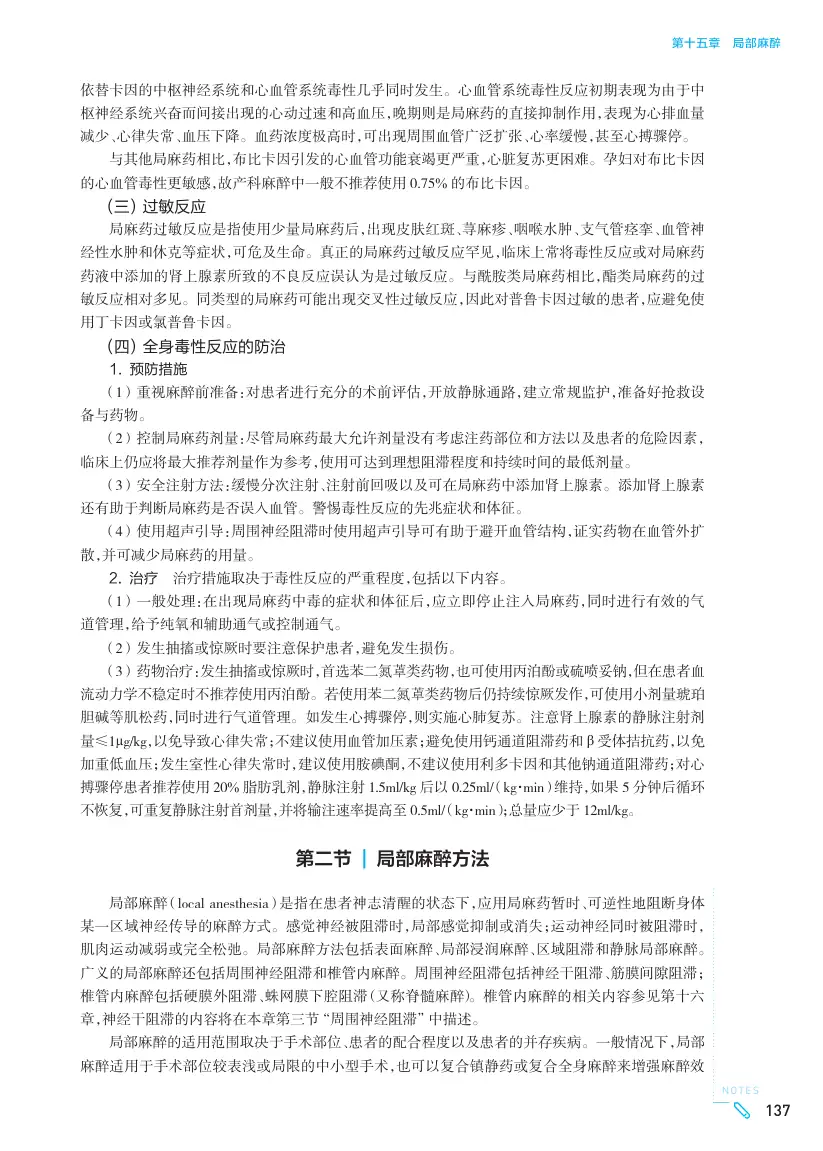 第十五章　局部麻醉
依替卡因的中枢神经系统和心血管系统毒性几乎同时发生。心血管系统毒性反应初期表现为由于中
枢神经系统兴奋而间接出现的心动过速和高血压,晚期则是局麻药的直接抑制作用,表现为心排血量
减少、心律失常、血压下降。血药浓度极高时,可出现周围血管广泛扩张、心率缓慢,甚至心搏骤停。
与其他局麻药相比,布比卡因引发的心血管功能衰竭更严重,心脏复苏更困难。孕妇对布比卡因
的心血管毒性更敏感,故产科麻醉中一般不推荐使用 0.75% 的布比卡因。
（三）过敏反应
局麻药过敏反应是指使用少量局麻药后,出现皮肤红斑、荨麻疹、咽喉水肿、支气管痉挛、血管神
经性水肿和休克等症状,可危及生命。真正的局麻药过敏反应罕见,临床上常将毒性反应或对局麻药
药液中添加的肾上腺素所致的不良反应误认为是过敏反应。与酰胺类局麻药相比,酯类局麻药的过
敏反应相对多见。同类型的局麻药可能出现交叉性过敏反应,因此对普鲁卡因过敏的患者,应避免使
用丁卡因或氯普鲁卡因。
（四）全身毒性反应的防治
1. 预防措施
（1）重视麻醉前准备:对患者进行充分的术前评估,开放静脉通路,建立常规监护,准备好抢救设
备与药物。
（2）控制局麻药剂量:尽管局麻药最大允许剂量没有考虑注药部位和方法以及患者的危险因素,
临床上仍应将最大推荐剂量作为参考,使用可达到理想阻滞程度和持续时间的最低剂量。
（3）安全注射方法:缓慢分次注射、注射前回吸以及可在局麻药中添加肾上腺素。添加肾上腺素
还有助于判断局麻药是否误入血管。警惕毒性反应的先兆症状和体征。
（4）使用超声引导:周围神经阻滞时使用超声引导可有助于避开血管结构,证实药物在血管外扩
散,并可减少局麻药的用量。
2. 治疗　治疗措施取决于毒性反应的严重程度,包括以下内容。
（1）一般处理:在出现局麻药中毒的症状和体征后,应立即停止注入局麻药,同时进行有效的气
道管理,给予纯氧和辅助通气或控制通气。
（2）发生抽搐或惊厥时要注意保护患者,避免发生损伤。
（3）药物治疗:发生抽搐或惊厥时,首选苯二氮䓬类药物,也可使用丙泊酚或硫喷妥钠,但在患者血
流动力学不稳定时不推荐使用丙泊酚。若使用苯二氮䓬类药物后仍持续惊厥发作,可使用小剂量琥珀
胆碱等肌松药,同时进行气道管理。如发生心搏骤停,则实施心肺复苏。注意肾上腺素的静脉注射剂
量≤1μg/kg,以免导致心律失常;不建议使用血管加压素;避免使用钙通道阻滞药和 β 受体拮抗药,以免
加重低血压;发生室性心律失常时,建议使用胺碘酮,不建议使用利多卡因和其他钠通道阻滞药;对心
搏骤停患者推荐使用 20% 脂肪乳剂,静脉注射 1.5ml/kg 后以 0.25ml/（kg·min）维持,如果 5 分钟后循环
不恢复,可重复静脉注射首剂量,并将输注速率提高至 0.5ml/（kg·min）;总量应少于 12ml/kg。
第二节 | 局部麻醉方法
局部麻醉（local anesthesia）是指在患者神志清醒的状态下,应用局麻药暂时、可逆性地阻断身体
某一区域神经传导的麻醉方式。感觉神经被阻滞时,局部感觉抑制或消失;运动神经同时被阻滞时,
肌肉运动减弱或完全松弛。局部麻醉方法包括表面麻醉、局部浸润麻醉、区域阻滞和静脉局部麻醉。
广义的局部麻醉还包括周围神经阻滞和椎管内麻醉。周围神经阻滞包括神经干阻滞、筋膜间隙阻滞;
椎管内麻醉包括硬膜外阻滞、蛛网膜下腔阻滞（又称脊髓麻醉）。椎管内麻醉的相关内容参见第十六
章,神经干阻滞的内容将在本章第三节“周围神经阻滞”中描述。
局部麻醉的适用范围取决于手术部位、患者的配合程度以及患者的并存疾病。一般情况下,局部
麻醉适用于手术部位较表浅或局限的中小型手术,也可以复合镇静药或复合全身麻醉来增强麻醉效
NOTES
137